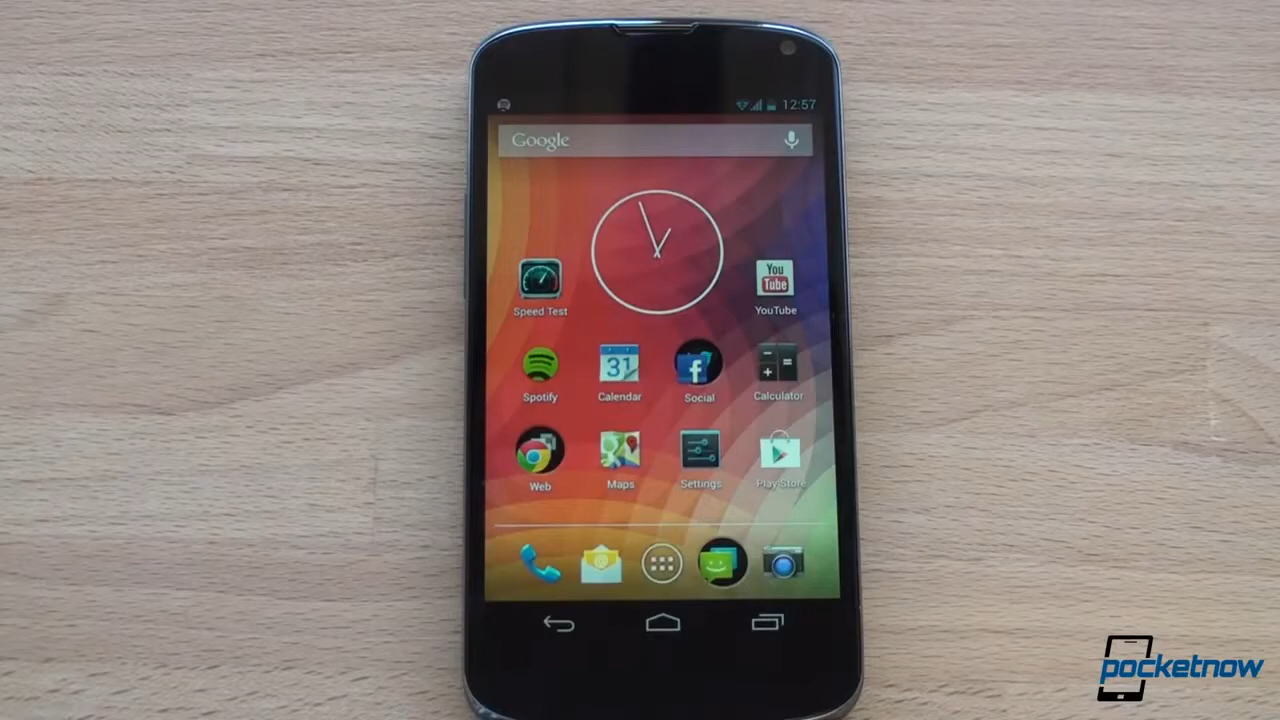 12:57
Google
Speed Test
You
Tube
YouTube
31
f
Spotify
Calendar
Social
Calculator
Web
Maps
Settings
Play Store
@
pocketnow